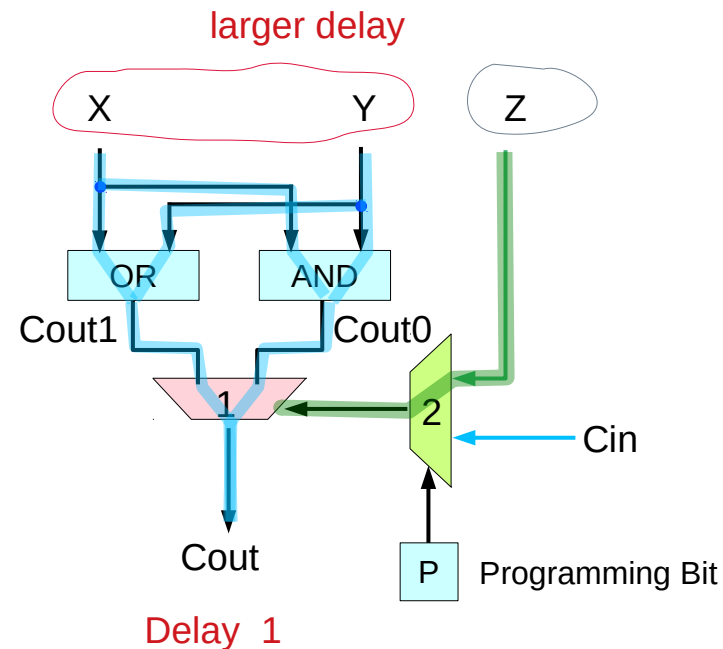 larger delay
X Y Z
OR AND
Cout1 Cout0
1 2
Cin
Cout
P Programming Bit
Delay 1